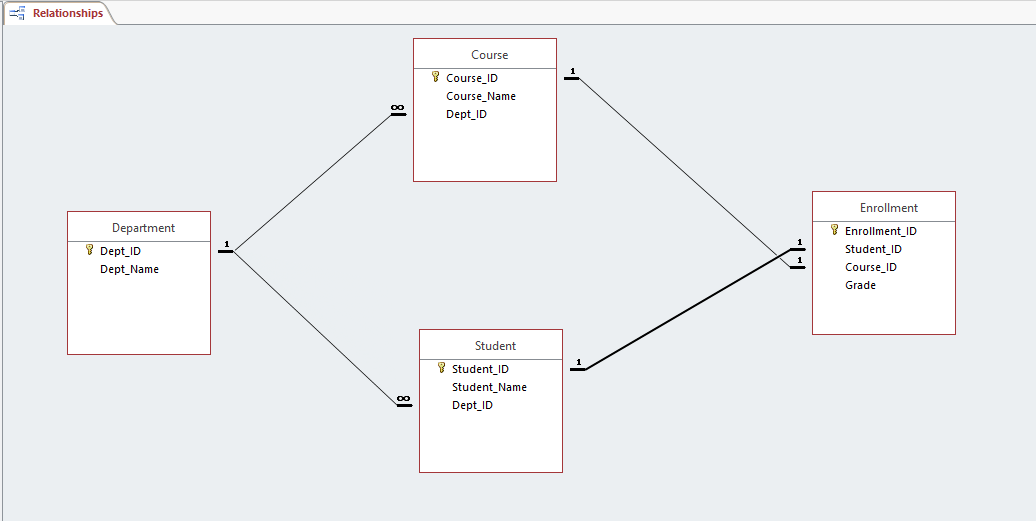 Relationships
Course
Course_ID
Course_Name
Dept_ID
1
∞
Department
Dept_ID
Dept_Name
1
Enrollment
Enrollment_ID
Student_ID
Course_ID
Grade
1
1
Student
Student_ID
Student_Name
Dept_ID
1
∞